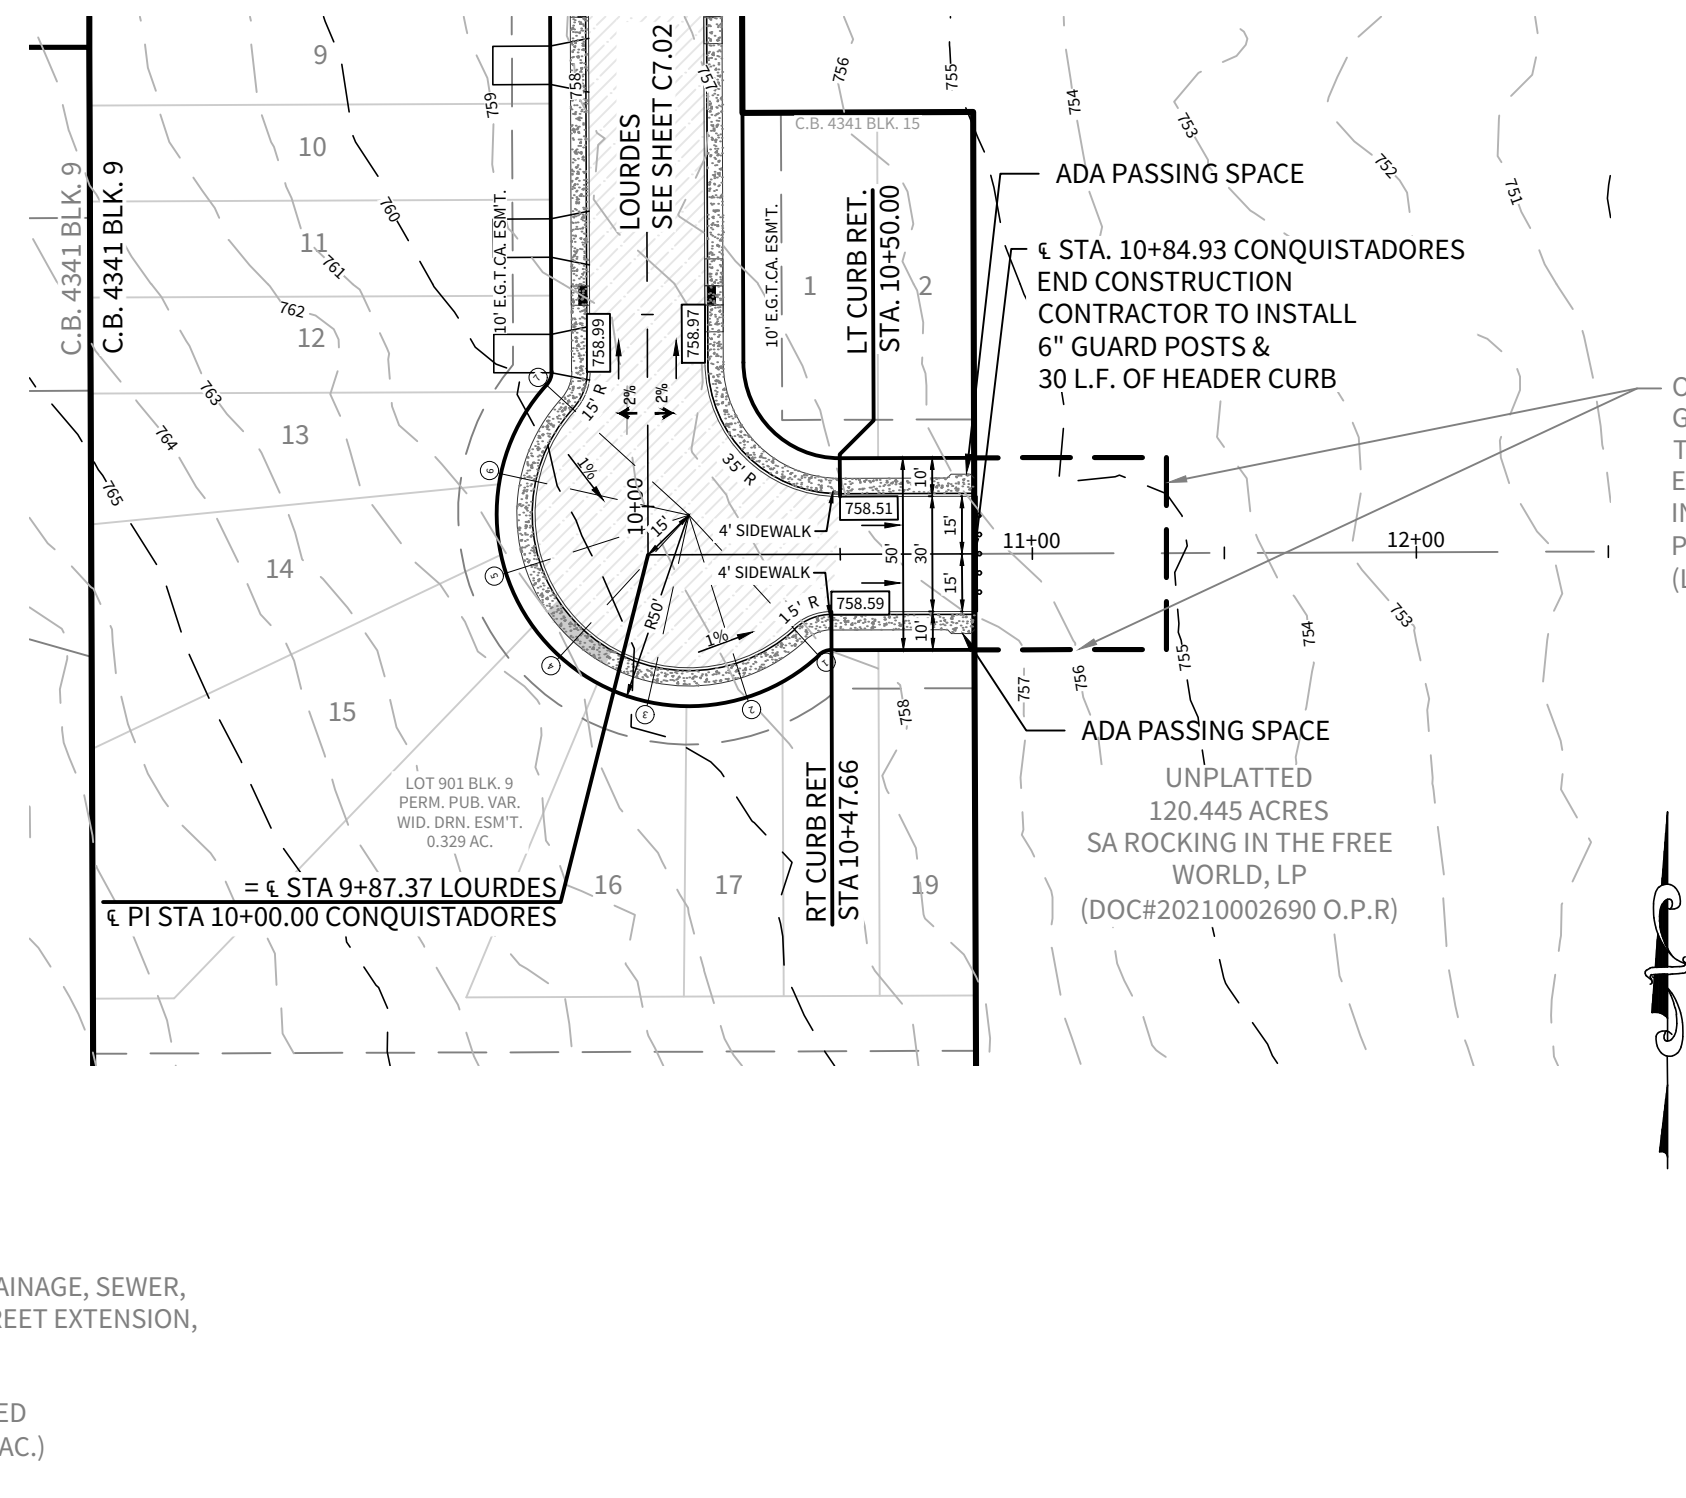 9
10
11
12
13
14
15
16
17
19
1
2
759
758
757
756
755
754
753
752
751
760
761
762
763
764
765
C.B. 4341 BLK. 9
C.B. 4341 BLK. 9
10' E.G.T.CA. ESM'T.
LOURDES
SEE SHEET C7.02
C.B. 4341 BLK. 15
10' E.G.T.CA. ESM'T.
LT CURB RET.
STA. 10+50.00
ADA PASSING SPACE
℄ STA. 10+84.93 CONQUISTADORES
END CONSTRUCTION
CONTRACTOR TO INSTALL
6" GUARD POSTS &
30 L.F. OF HEADER CURB
758.99
758.97
2%
2%
15' R
35' R
1%
10+00
15'
R50'
1%
15' R
4' SIDEWALK
4' SIDEWALK
758.51
758.59
50'
30'
10'
10'
15'
15'
11+00
12+00
7
6
5
4
3
2
1
757
756
755
754
753
758
ADA PASSING SPACE
UNPLATTED
120.445 ACRES
SA ROCKING IN THE FREE
WORLD, LP
(DOC#20210002690 O.P.R)
RT CURB RET
STA 10+47.66
LOT 901 BLK. 9
PERM. PUB. VAR.
WID. DRN. ESM'T.
0.329 AC.
= ℄ STA 9+87.37 LOURDES
℄ PI STA 10+00.00 CONQUISTADORES
G
T
E
P
(L
AINAGE, SEWER,
REET EXTENSION,
ED
AC.)